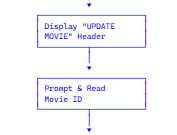 Display “UPDATE
MOVIE” Header
Prompt & Read
Movie ID